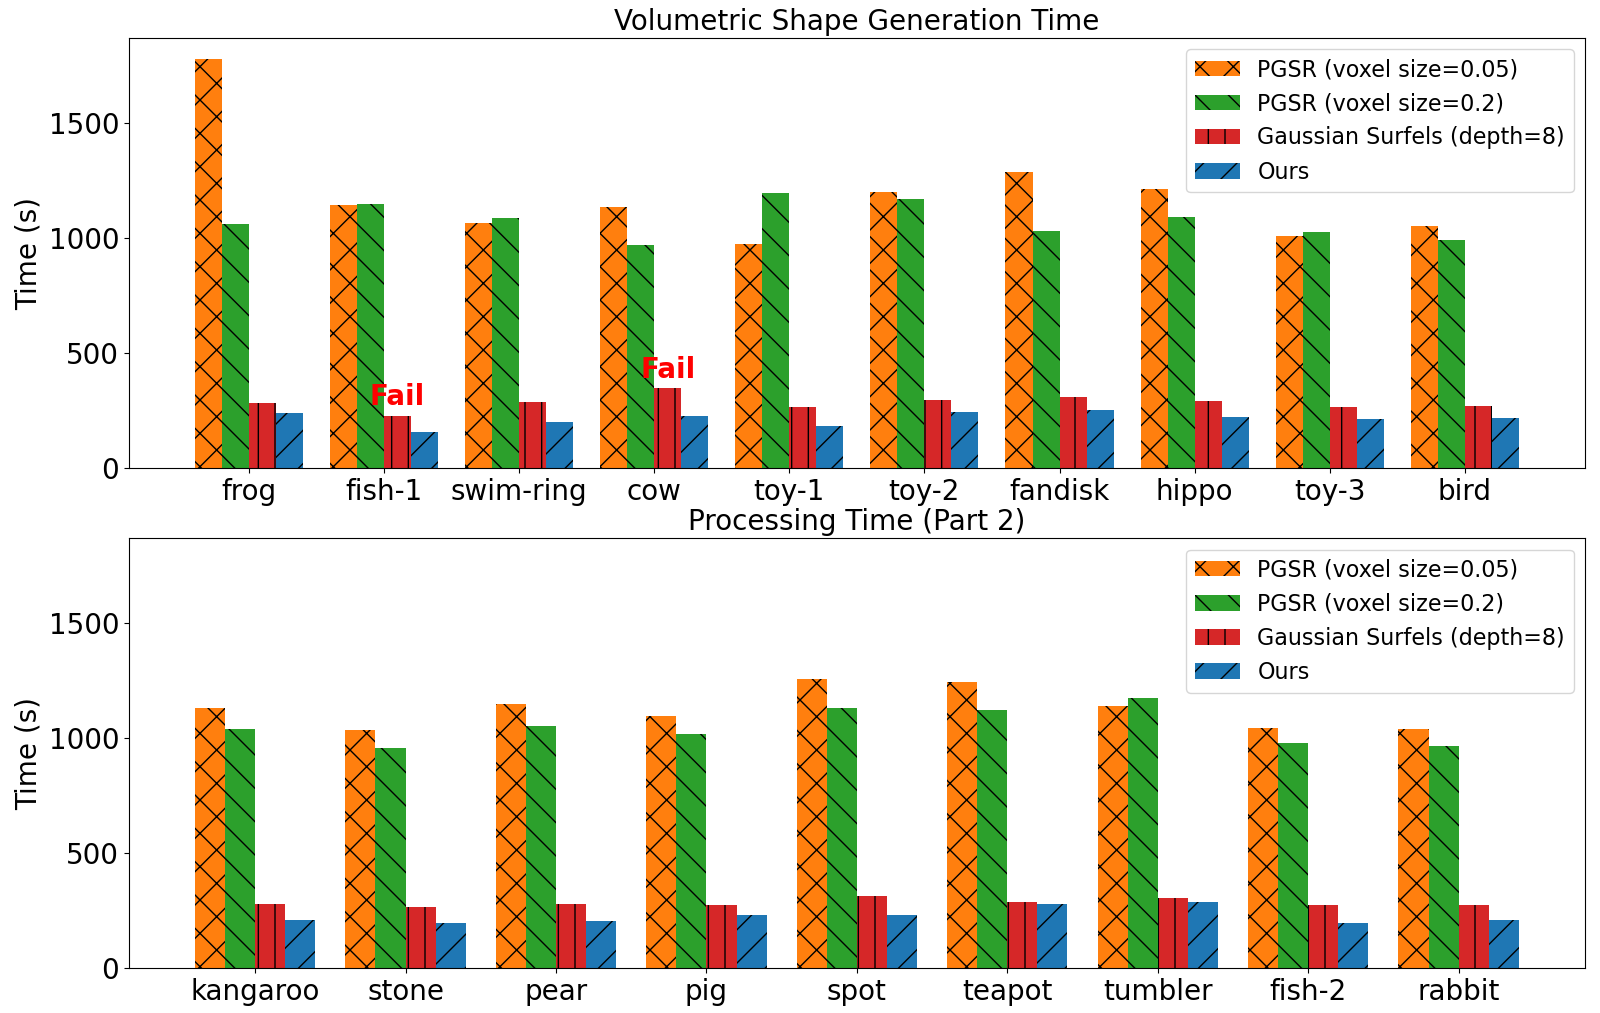 Volumetric Shape Generation Time
PGSR (voxel size=0.05)
PGSR (voxel size=0.2)
Gaussian Surfels (depth=8)
Ours
Time (s)
1500
1000
500
0
Fail
Fail
frog fish-1 swim-ring cow toy-1 toy-2 fandisk hippo toy-3 bird
Processing Time (Part 2)
PGSR (voxel size=0.05)
PGSR (voxel size=0.2)
Gaussian Surfels (depth=8)
Ours
Time (s)
1500
1000
500
0
kangaroo stone pear pig spot teapot tumbler fish-2 rabbit